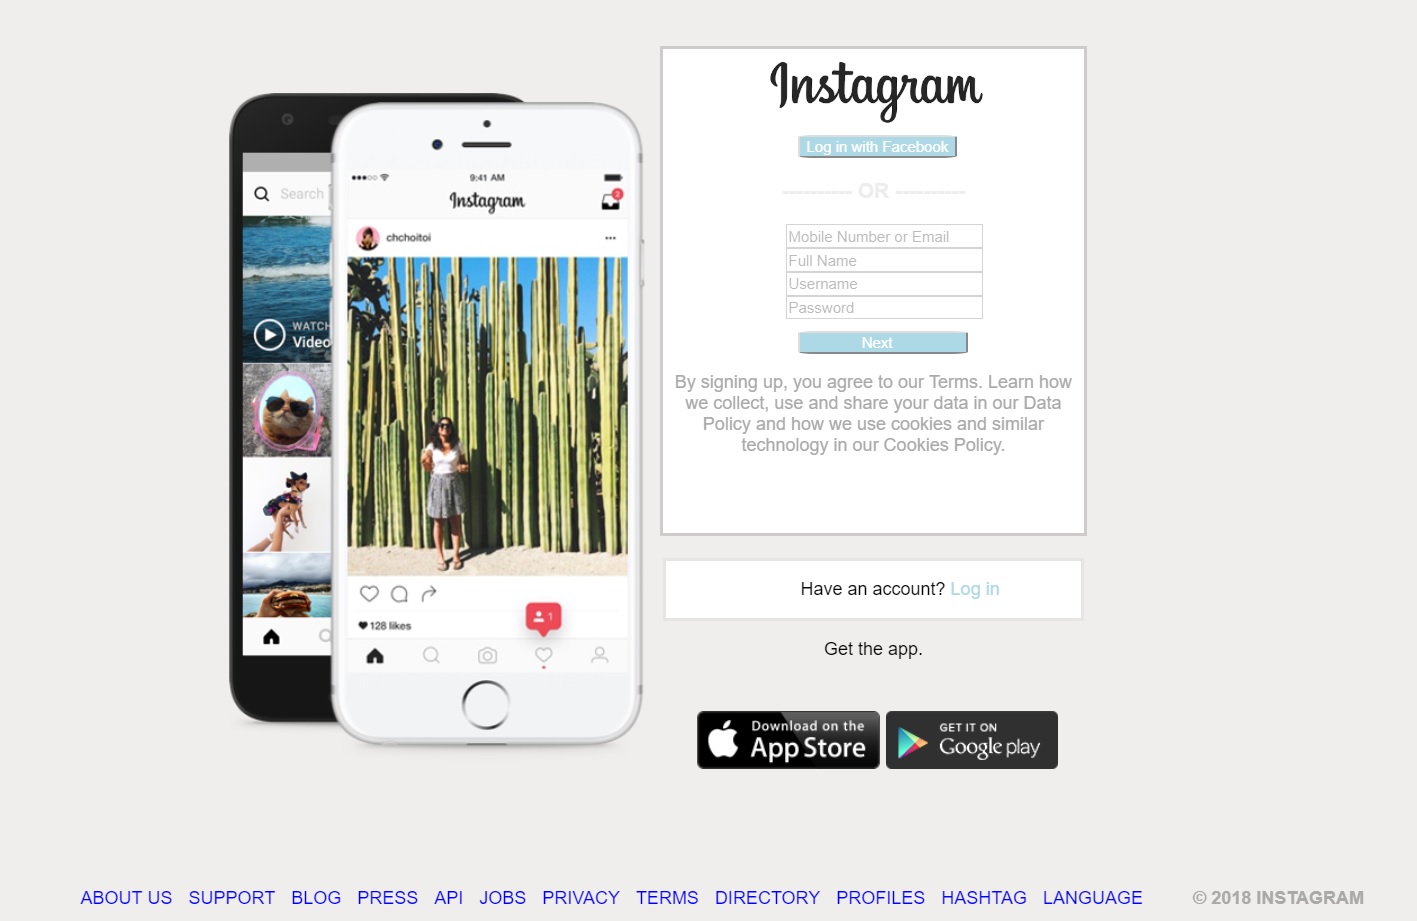 Search
WATCH
Video
9:41 AM
Instagram
2
chchoitoi
128 likes
1
Instagram
Log in with Facebook
---------- OR ----------
Mobile Number or Email
Full Name
Username
Password
Next
By signing up, you agree to our Terms. Learn how
we collect, use and share your data in our Data
Policy and how we use cookies and similar
technology in our Cookies Policy.
Have an account? Log in
Get the app.
Download on the
App Store
GET IT ON
Google play
ABOUT US SUPPORT BLOG PRESS API JOBS PRIVACY TERMS DIRECTORY PROFILES HASHTAG LANGUAGE © 2018 INSTAGRAM